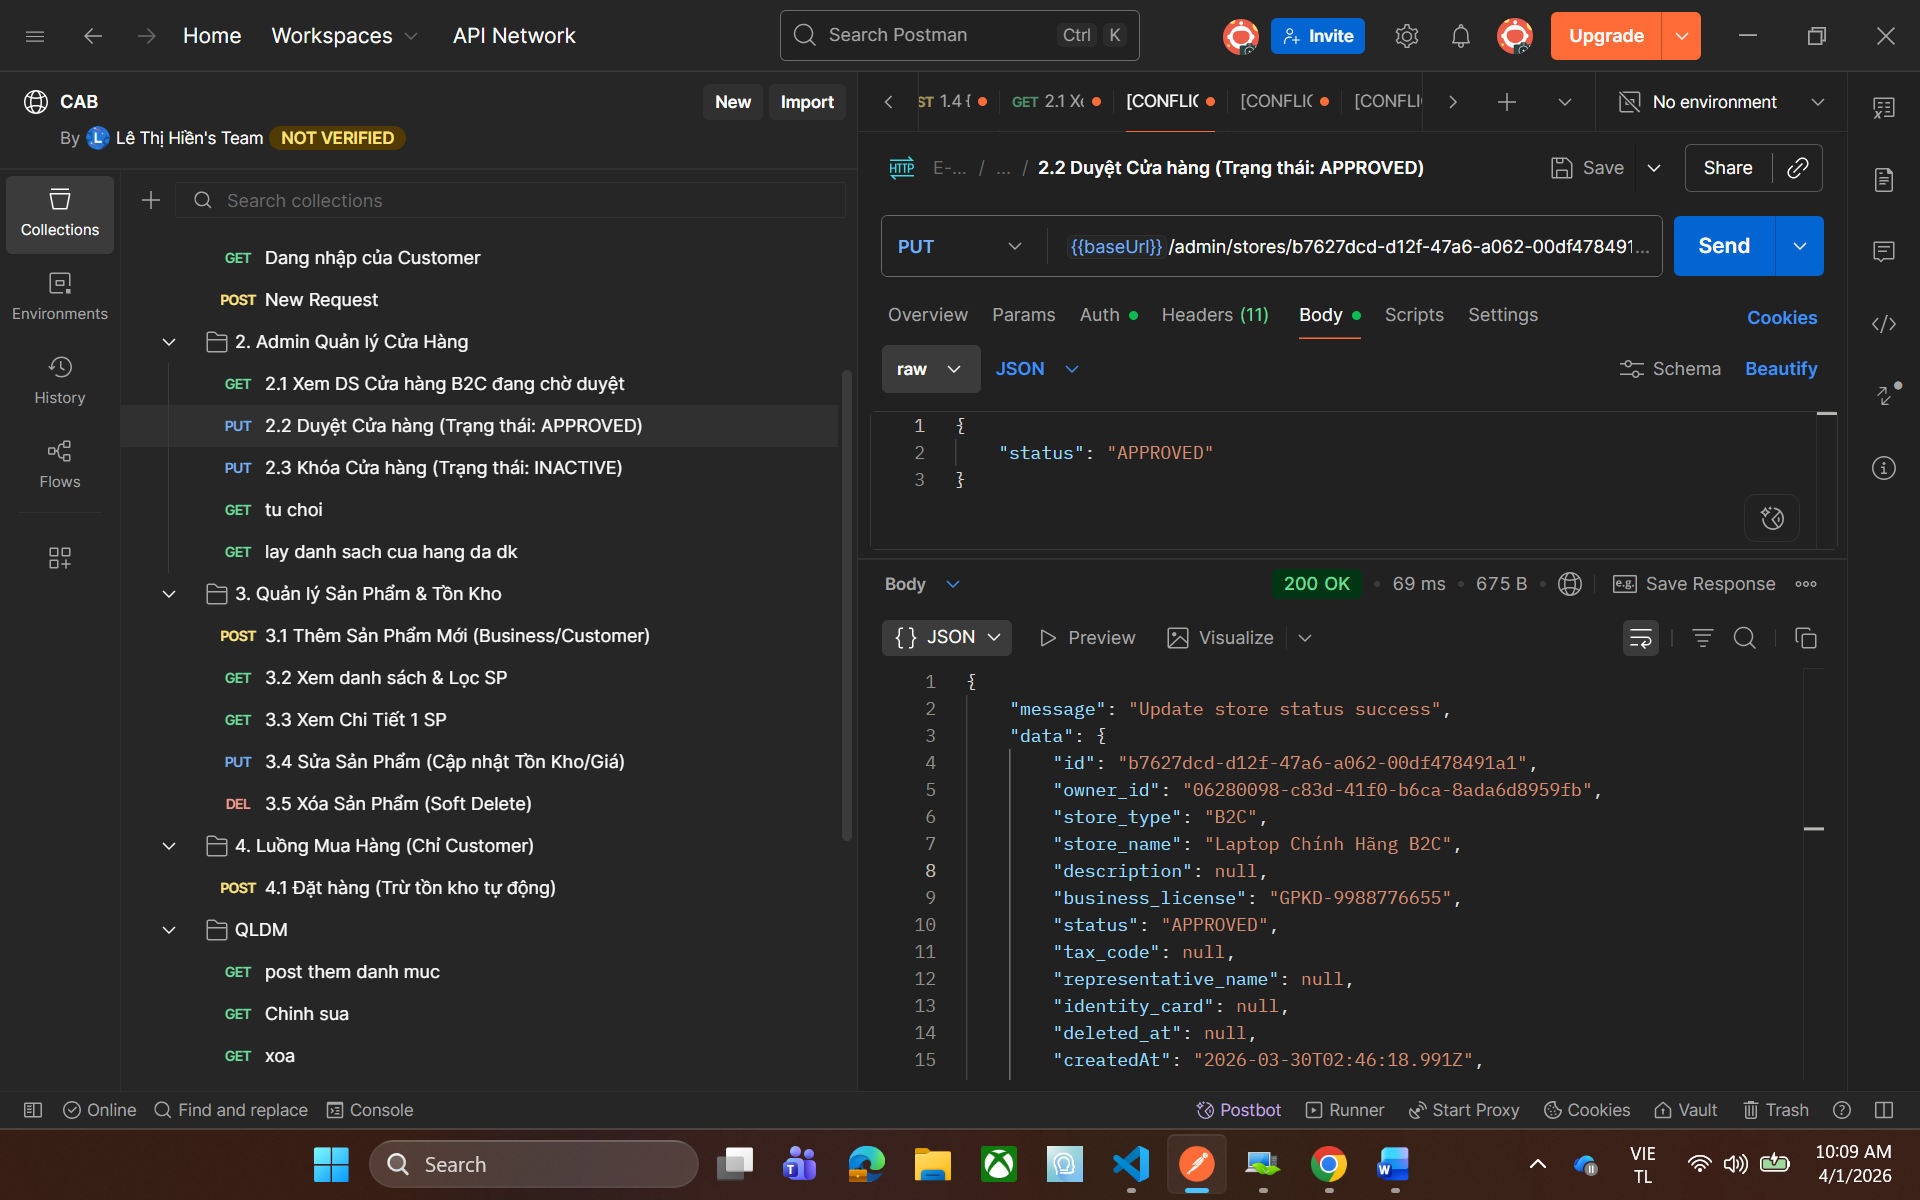 Home
Workspaces
API Network
Search Postman
Ctrl
K
Invite
Upgrade
CAB
New
Import
By
L
Lê Thị Hiền's Team
NOT VERIFIED
ST 1.4
GET 2.1
[CONFLIC
[CONFLIC
[CONFLI
No environment
HTTP
E-... / ... / 2.2 Duyệt Cửa hàng (Trạng thái: APPROVED)
Save
Share
Collections
Environments
History
Flows
Search collections
GET Dang nhập của Customer
POST New Request
2. Admin Quản lý Cửa Hàng
GET 2.1 Xem DS Cửa hàng B2C đang chờ duyệt
PUT 2.2 Duyệt Cửa hàng (Trạng thái: APPROVED)
PUT 2.3 Khóa Cửa hàng (Trạng thái: INACTIVE)
GET tu choi
GET lay danh sach cua hang da dk
3. Quản lý Sản Phẩm & Tồn Kho
POST 3.1 Thêm Sản Phẩm Mới (Business/Customer)
GET 3.2 Xem danh sách & Lọc SP
GET 3.3 Xem Chi Tiết 1 SP
PUT 3.4 Sửa Sản Phẩm (Cập nhật Tồn Kho/Giá)
DEL 3.5 Xóa Sản Phẩm (Soft Delete)
4. Luồng Mua Hàng (Chỉ Customer)
POST 4.1 Đặt hàng (Trừ tồn kho tự động)
QLDM
GET post them danh muc
GET Chinh sua
GET xoa
PUT
{{baseUrl}} /admin/stores/b7627dcd-d12f-47a6-a062-00df478491...
Send
Overview
Params
Auth
Headers (11)
Body
Scripts
Settings
Cookies
raw
JSON
Schema
Beautify
1 {
2 "status": "APPROVED"
3 }
Body
200 OK
69 ms
675 B
e.g.
Save Response
{} JSON
Preview
Visualize
1 {
2 "message": "Update store status success",
3 "data": {
4 "id": "b7627dcd-d12f-47a6-a062-00df478491a1",
5 "owner_id": "06280098-c83d-41f0-b6ca-8ada6d8959fb",
6 "store_type": "B2C",
7 "store_name": "Laptop Chính Hãng B2C",
8 "description": null,
9 "business_license": "GPKD-9988776655",
10 "status": "APPROVED",
11 "tax_code": null,
12 "representative_name": null,
13 "identity_card": null,
14 "deleted_at": null,
15 "createdAt": "2026-03-30T02:46:18.991Z",
Online
Find and replace
Console
Postbot
Runner
Start Proxy
Cookies
Vault
Trash
Search
VIE
TL
10:09 AM
4/1/2026